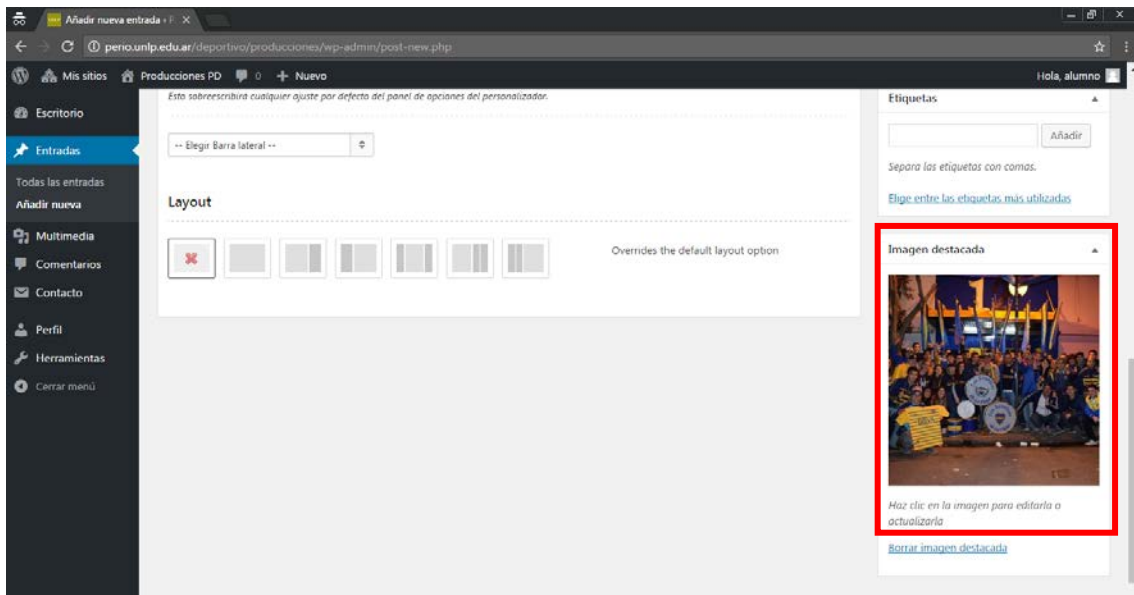 Añadir nueva entrada ‹ P
perio.unlp.edu.ar/deportivo/producciones/wp-admin/post-new.php
Mis sitios Producciones PD 0 Nuevo Hola, alumno
Escritorio
Entradas
Todas las entradas
Añadir nueva
Multimedia
Comentarios
Contacto
Perfil
Herramientas
Cerrar menú
Esto sobreescribirá cualquier ajuste por defecto del panel de opciones del personalizador.
-- Elegir Barra lateral --
Layout
Overrides the default layout option
Etiquetas
Añadir
Separa las etiquetas con comas.
Elige entre las etiquetas más utilizadas
Imagen destacada
1
Haz clic en la imagen para editarla o
actualizarla
Borrar imagen destacada